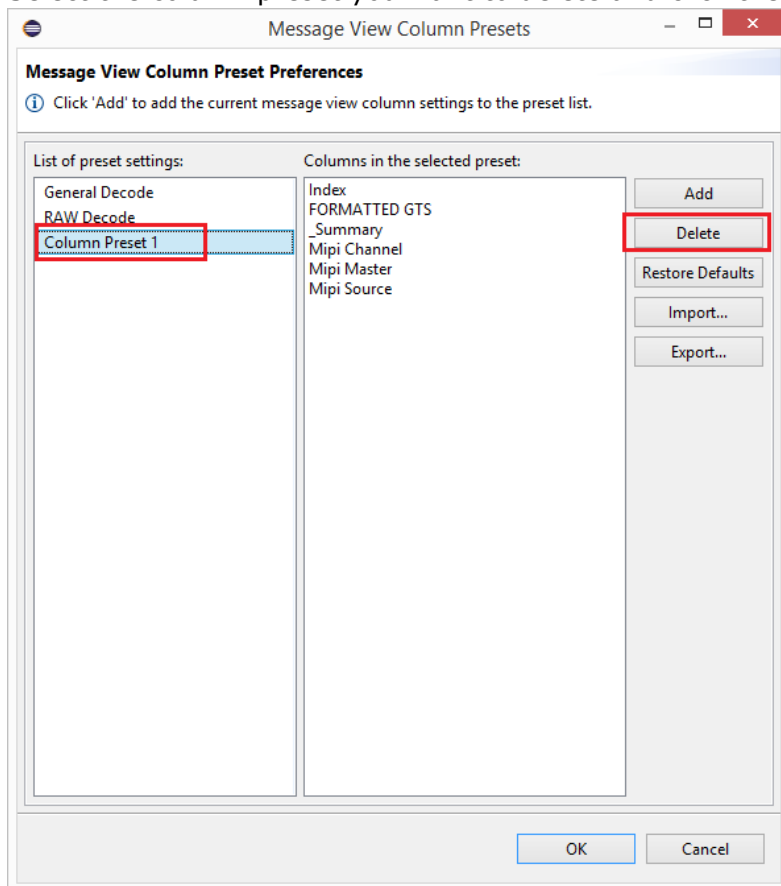 Message View Column Presets
Message View Column Preset Preferences
Click 'Add' to add the current message view column settings to the preset list.
List of preset settings:
Columns in the selected preset:
General Decode
RAW Decode
Column Preset 1
Index
FORMATTED GTS
_Summary
Mipi Channel
Mipi Master
Mipi Source
Add
Delete
Restore Defaults
Import...
Export...
OK
Cancel